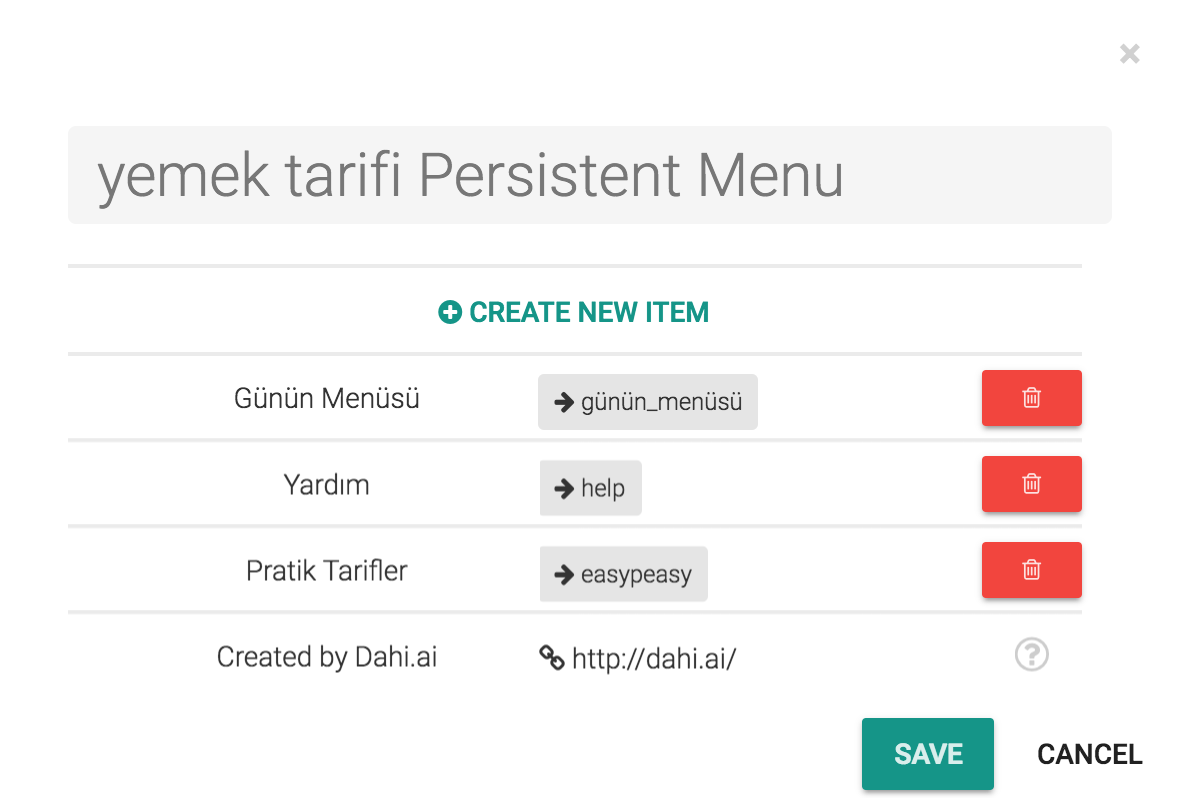 yemek tarifi Persistent Menu
CREATE NEW ITEM
Günün Menüsü günün_menüsü
Yardım help
Pratik Tarifler easypeasy
Created by Dahi.ai http://dahi.ai/
SAVE CANCEL